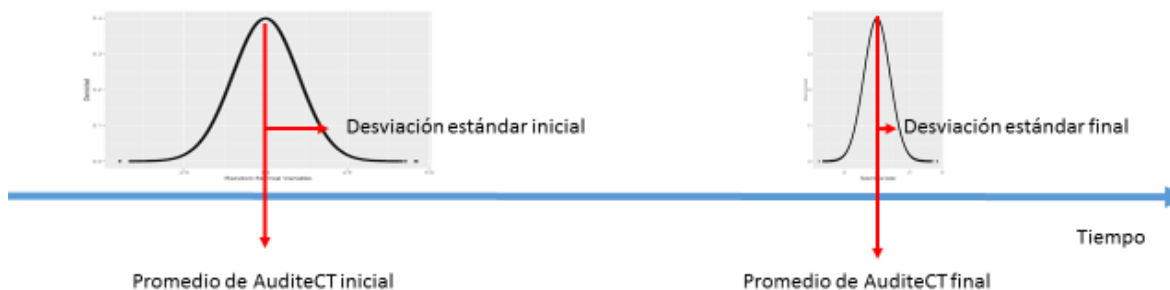 Desviación estándar inicial
Desviación estándar final
Tiempo
Promedio de AuditeCT inicial
Promedio de AuditeCT final